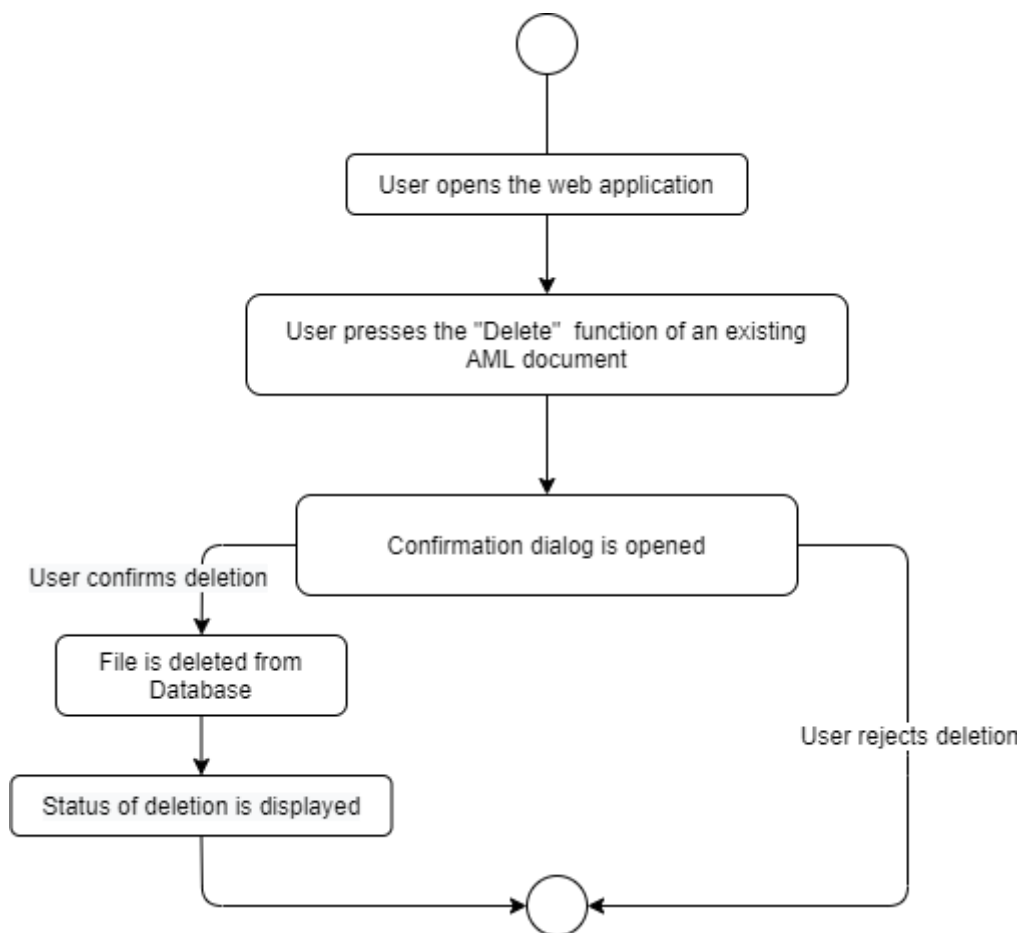 User opens the web application
User presses the "Delete" function of an existing
AML document
Confirmation dialog is opened
User confirms deletion
File is deleted from
Database
User rejects deletion
Status of deletion is displayed